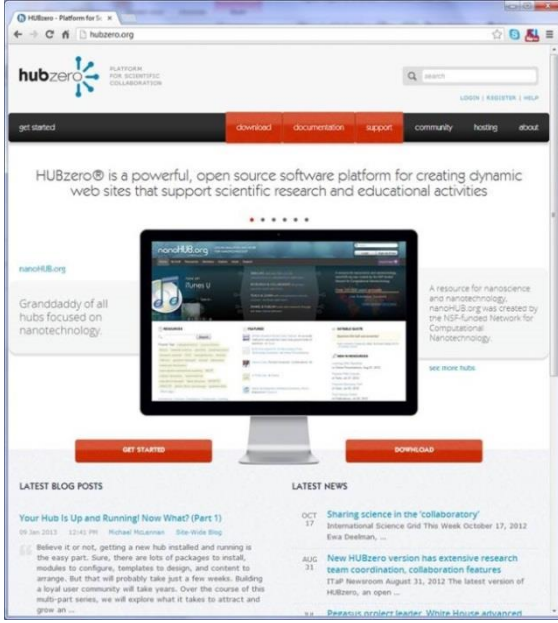 HUBzero - Platform for Sc
hubzero.org
hubzero
PLATFORM
FOR SCIENTIFIC
COLLABORATION
search
LOGIN | REGISTER | HELP
get started download documentation support community hosting about
HUBzero® is a powerful, open source software platform for creating dynamic
web sites that support scientific research and educational activities
nanoHUB.org
Granddaddy of all
hubs focused on
nanotechnology.
nanoHUB.org
iTunes U
RESOURCES
FEATURED
A resource for nanoscience
and nanotechnology,
nanoHUB.org was created by
the NSF-funded Network for
Computational
Nanotechnology.
see more hubs
GET STARTED
DOWNLOAD
LATEST BLOG POSTS
Your Hub Is Up and Running! Now What? (Part 1)
09 Jan 2013 12:41 PM Michael McLennan Site-Wide Blog
Believe it or not, getting a new hub installed and running is
the easy part. Sure, there are lots of packages to install,
modules to configure, templates to design, and content to
arrange. But that will probably take just a few weeks. Building
a loyal user community will take years. Over the course of this
multi-part series, we will explore what it takes to attract and
grow an ...
LATEST NEWS
OCT
17
Sharing science in the 'collaboratory'
International Science Grid This Week October 17, 2012
Ewa Deelman, ...
AUG
31
New HUBzero version has extensive research
team coordination, collaboration features
ITaP Newsroom August 31, 2012 The latest version of
HUBzero, an open ...
Pegasus project leader, White House advanced